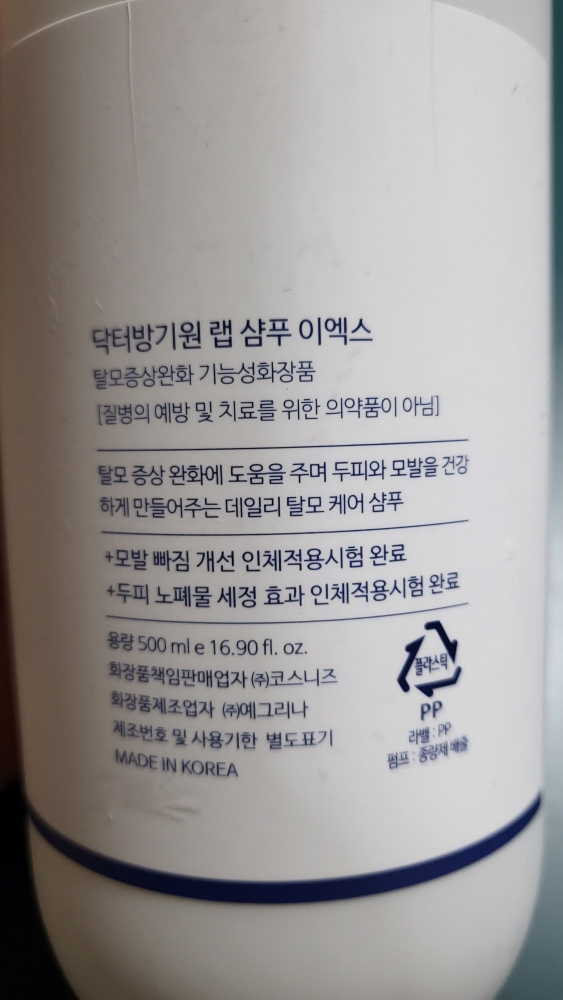 닥터방기원 랩 샴푸 이엑스
탈모증상완화 기능성화장품
[질병의 예방 및 치료를 위한 의약품이 아님]
탈모 증상 완화에 도움을 주며 두피와 모발을 건강
하게 만들어주는 데일리 탈모 케어 샴푸
+모발 빠짐 개선 인체적용시험 완료
+두피 노폐물 세정 효과 인체적용시험 완료
용량 500 ml e 16.90 fl. oz.
화장품책임판매업자 ㈜코스니즈
화장품제조업자 ㈜예그리나
제조번호 및 사용기한 별도표기
MADE IN KOREA
플라스틱
PP
라벨 : PP
펌프 : 종량제 배출